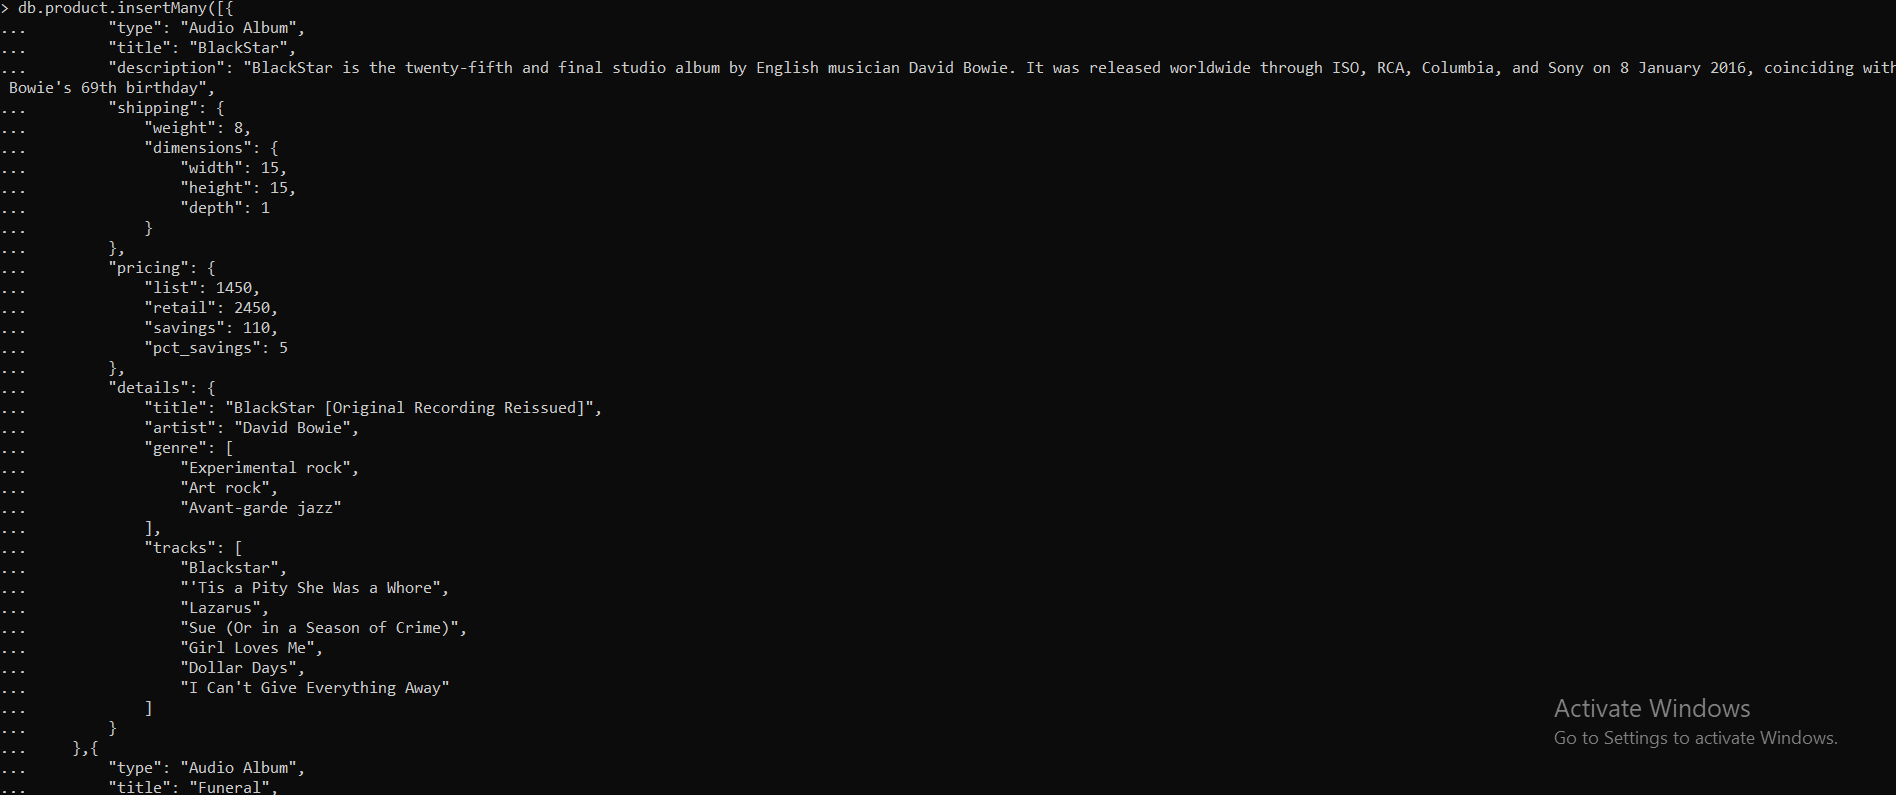 > db.product.insertMany([{
...         "type": "Audio Album",
...         "title": "BlackStar",
...         "description": "BlackStar is the twenty-fifth and final studio album by English musician David Bowie. It was released worldwide through ISO, RCA, Columbia, and Sony on 8 January 2016, coinciding with
 Bowie's 69th birthday",
...         "shipping": {
...             "weight": 8,
...             "dimensions": {
...                 "width": 15,
...                 "height": 15,
...                 "depth": 1
...             }
...         },
...         "pricing": {
...             "list": 1450,
...             "retail": 2450,
...             "savings": 110,
...             "pct_savings": 5
...         },
...         "details": {
...             "title": "BlackStar [Original Recording Reissued]",
...             "artist": "David Bowie",
...             "genre": [
...                 "Experimental rock",
...                 "Art rock",
...                 "Avant-garde jazz"
...             ],
...             "tracks": [
...                 "Blackstar",
...                 "'Tis a Pity She Was a Whore",
...                 "Lazarus",
...                 "Sue (Or in a Season of Crime)",
...                 "Girl Loves Me",
...                 "Dollar Days",
...                 "I Can't Give Everything Away"
...             ]
...         }
...     },{
...         "type": "Audio Album",
...         "title": "Funeral",
Activate Windows
Go to Settings to activate Windows.